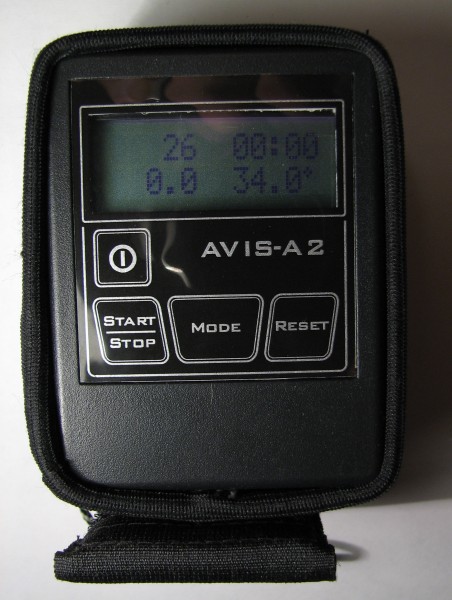 26 00:00
0.0 34.0°
AVIS-A2
START
STOP
MODE
RESET